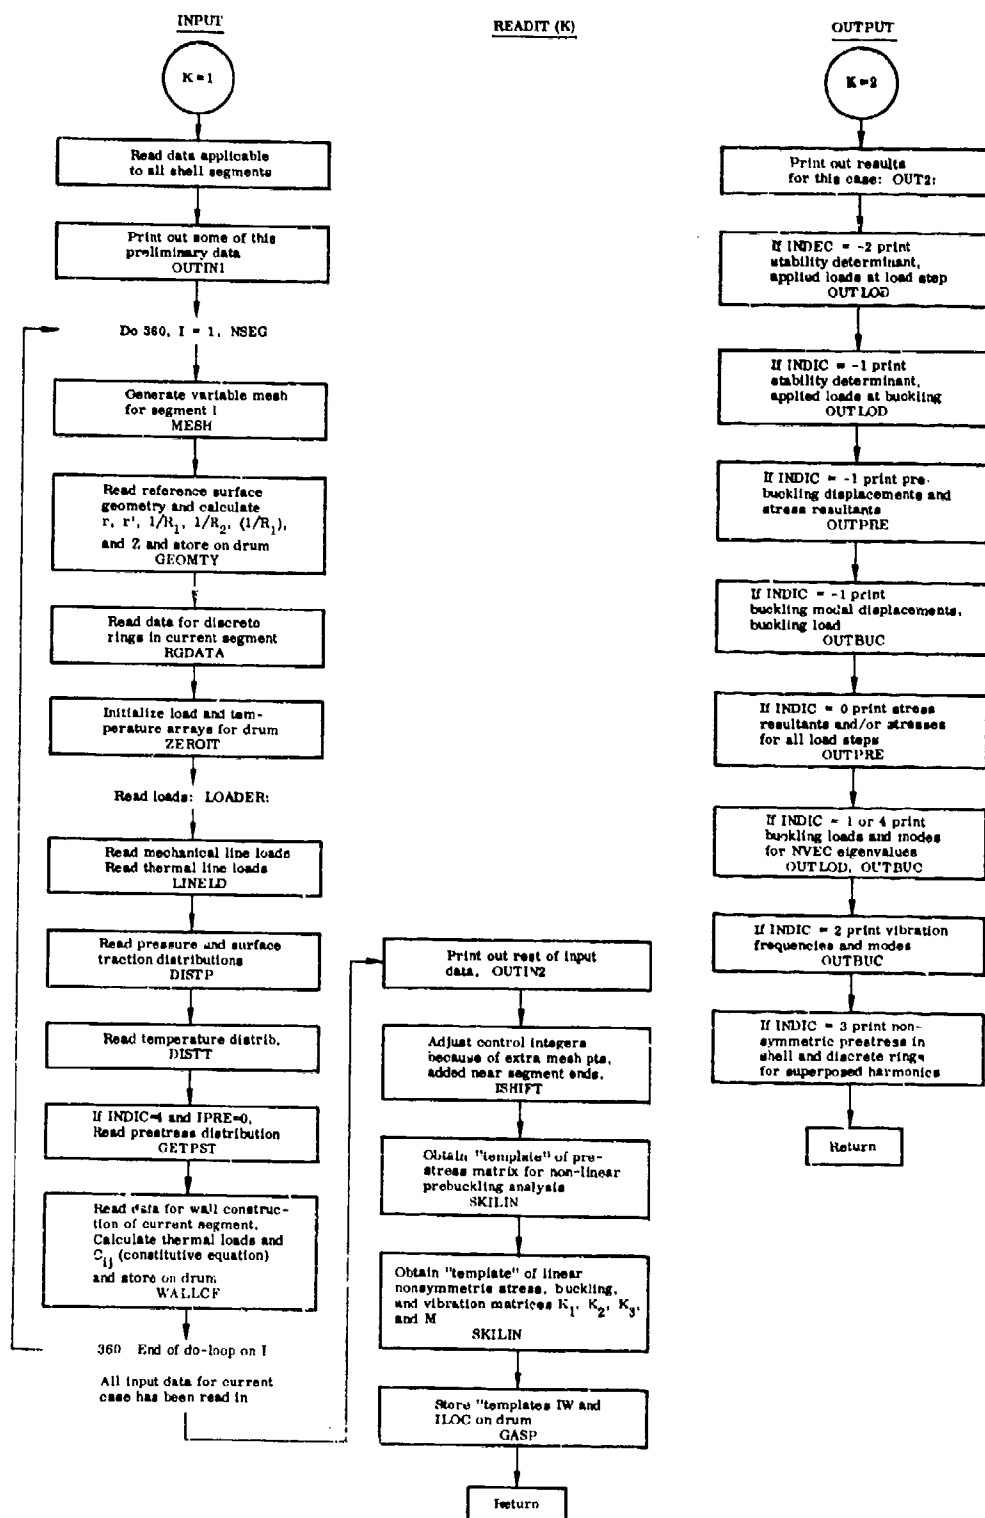 INPUT
READIT (K)
OUTPUT
K=1
Read data applicable
to all shell segments
Print out some of this
preliminary data
OUTIN1
Do 360, I = 1, NSEG
Generate variable mesh
for segment I
MESH
Read reference surface
geometry and calculate
r, r', 1/R1, 1/R2, (1/R1),
and Z and store on drum
GEOMTY
Read data for discrete
rings in current segment
RGDATA
Initialize load and tem-
perature arrays for drum
ZEROIT
Read loads: LOADER:
Read mechanical line loads
Read thermal line loads
LINELD
Read pressure and surface
traction distributions
DISTP
Read temperature distrib.
DISTT
If INDIC=4 and IPRE=0,
Read prestress distribution
GETPST
Read data for wall construc-
tion of current segment.
Calculate thermal loads and
C_ij (constitutive equation)
and store on drum
WALLCF
360 End of do-loop on I
All input data for current
case has been read in
Print out rest of input
data, OUTIN2
Adjust control integers
because of extra mesh pts,
added near segment ends.
ISHIFT
Obtain "template" of pre-
stress matrix for non-linear
prebuckling analysis
SKILIN
Obtain "template" of linear
nonsymmetric stress, buckling,
and vibration matrices K1, K2, K3,
and M
SKILIN
Store "templates IW and
ILOC on drum
GASP
Return
K=2
Print out results
for this case: OUT2:
If INDEC = -2 print
stability determinant,
applied loads at load step
OUTLOD
If INDIC = -1 print
stability determinant,
applied loads at buckling
OUTLOD
If INDIC = -1 print pre-
buckling displacements and
stress resultants
OUTPRE
If INDIC = -1 print
buckling modal displacements,
buckling load
OUTBUC
If INDIC = 0 print stress
resultants and/or stresses
for all load steps
OUTPRE
If INDIC = 1 or 4 print
buckling loads and modes
for NVEC eigenvalues
OUTLOD, OUTBUC
If INDIC = 2 print vibration
frequencies and modes
OUTBUC
If INDIC = 3 print non-
symmetric prestress in
shell and discrete rings
for superposed harmonics
Return